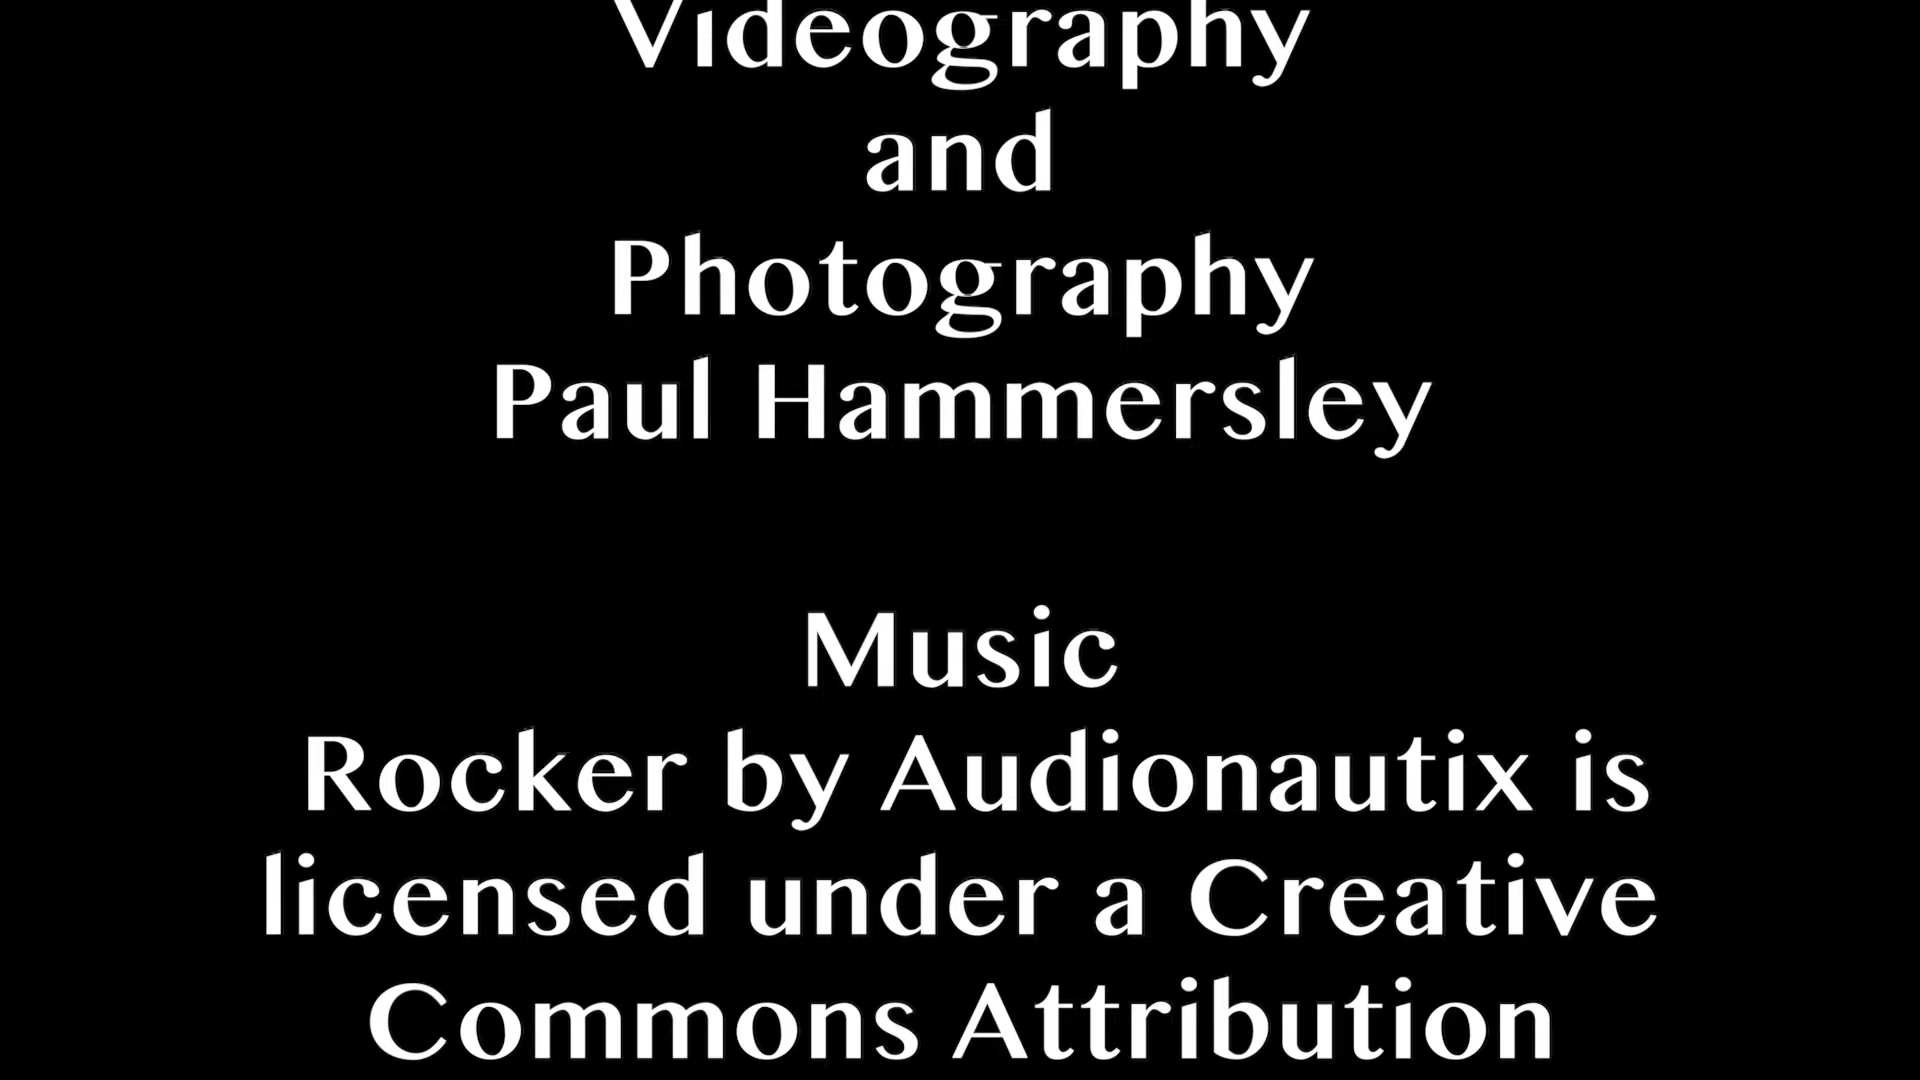 Videography
and
Photography
Paul Hammersley
Music
Rocker by Audionautix is
licensed under a Creative
Commons Attribution